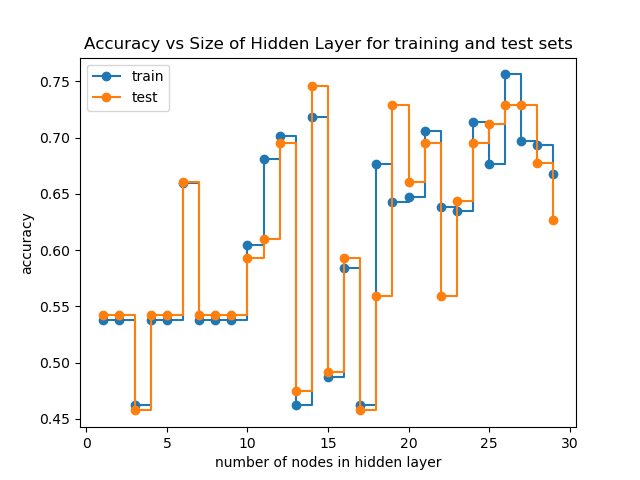 Accuracy vs Size of Hidden Layer for training and test sets
train
test
accuracy
0.75
0.70
0.65
0.60
0.55
0.50
0.45
0 5 10 15 20 25 30
number of nodes in hidden layer